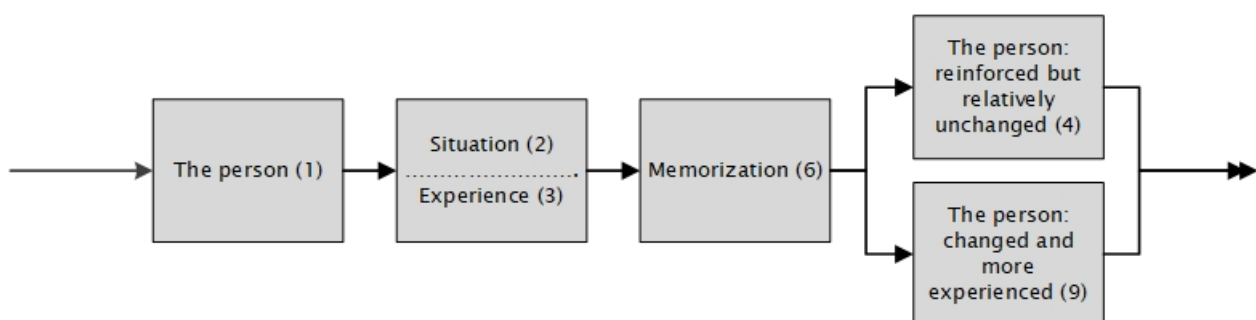 The person (1)
Situation (2)
Experience (3)
Memorization (6)
The person:
reinforced but
relatively
unchanged (4)
The person:
changed and
more
experienced (9)